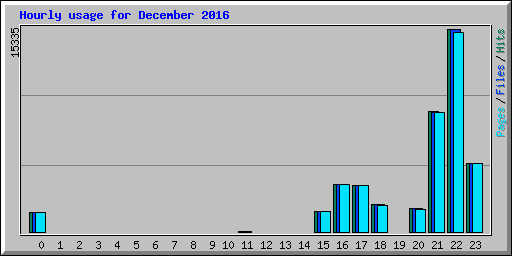 Hourly usage for December 2016
15335
Pages/Files/Hits
0 1 2 3 4 5 6 7 8 9 10 11 12 13 14 15 16 17 18 19 20 21 22 23